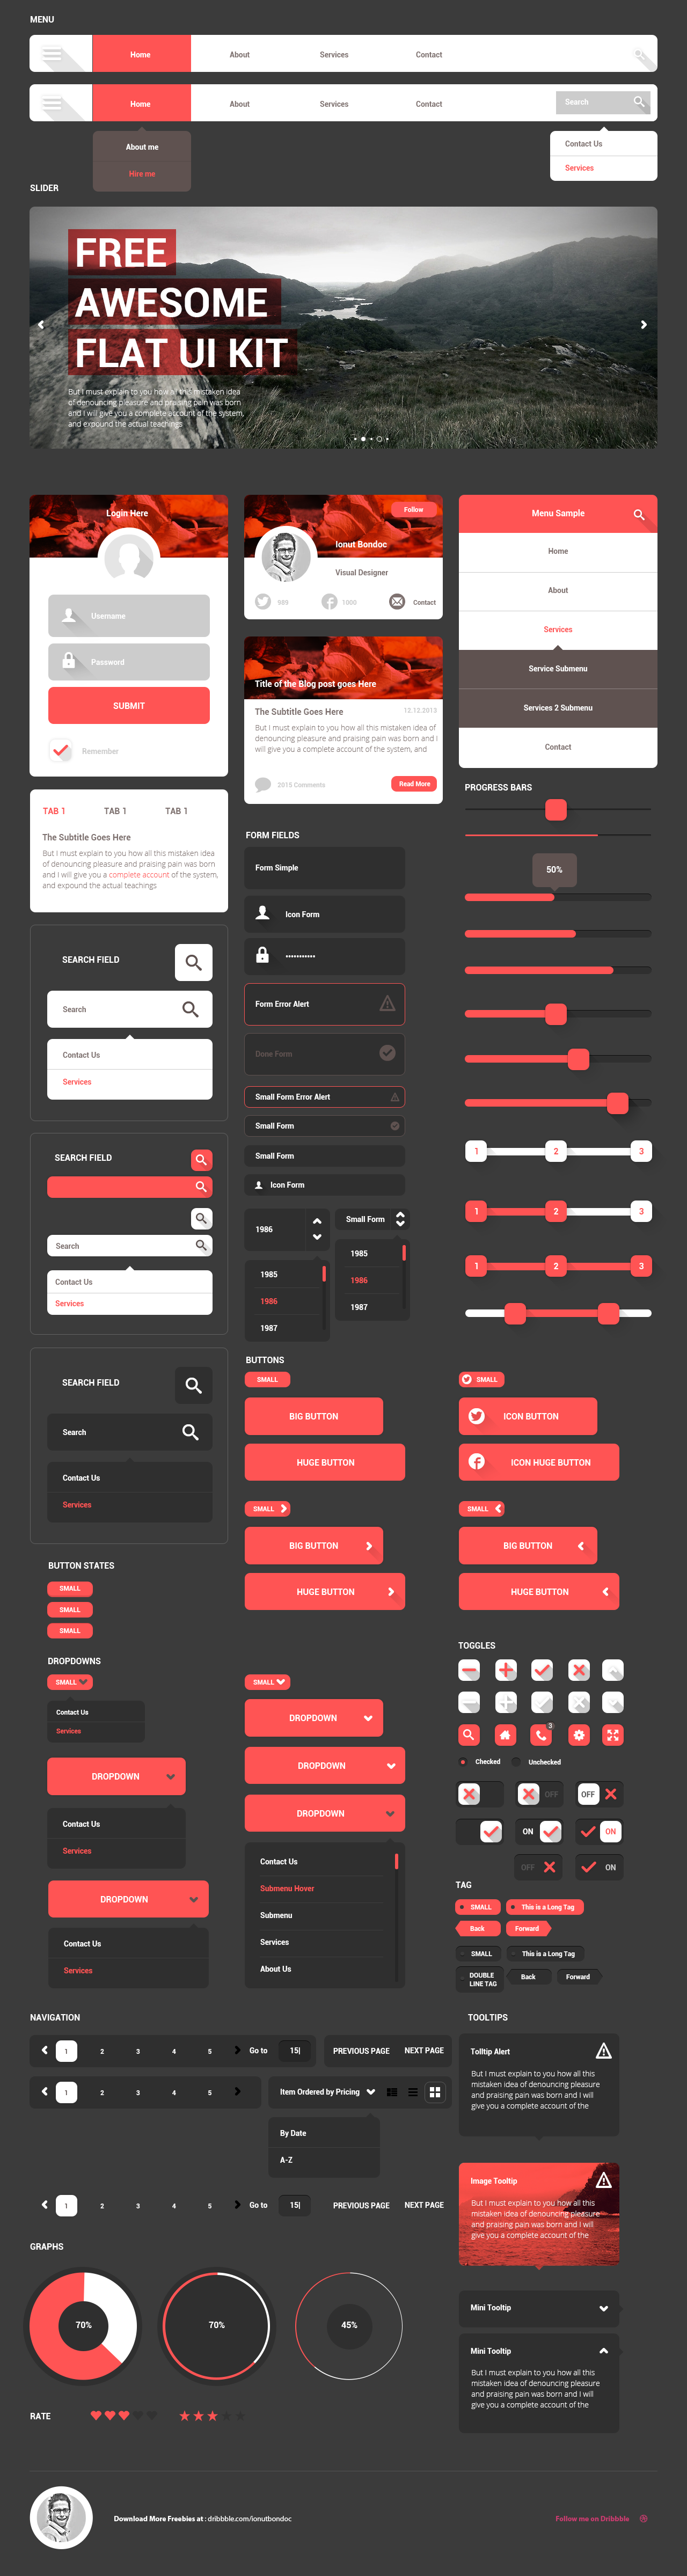 MENU
Home About Services Contact
Home About Services Contact Search
About me
Hire me
Contact Us
Services
SLIDER
FREE
AWESOME
FLAT UI KIT
But I must explain to you how all this mistaken idea
of denouncing pleasure and praising pain was born
and I will give you a complete account of the system,
and expound the actual teachings
Login Here
Username
Password
SUBMIT
Remember
Follow
Ionut Bondoc
Visual Designer
989 1000 Contact
Title of the Blog post goes Here
The Subtitle Goes Here 12.12.2013
But I must explain to you how all this mistaken idea of
denouncing pleasure and praising pain was born and I
will give you a complete account of the system, and
2015 Comments Read More
Menu Sample
Home
About
Services
Service Submenu
Services 2 Submenu
Contact
TAB 1 TAB 1 TAB 1
The Subtitle Goes Here
But I must explain to you how all this mistaken idea
of denouncing pleasure and praising pain was born
and I will give you a complete account of the system,
and expound the actual teachings
SEARCH FIELD
Search
Contact Us
Services
SEARCH FIELD
Search
Contact Us
Services
SEARCH FIELD
Search
Contact Us
Services
FORM FIELDS
Form Simple
Icon Form
Form Error Alert
Done Form
Small Form Error Alert
Small Form
Small Form
Icon Form
1986
1985
1986
1987
Small Form
1985
1986
1987
PROGRESS BARS
50%
1 2 3
1 2 3
1 2 3
BUTTONS
SMALL
BIG BUTTON
HUGE BUTTON
SMALL
ICON BUTTON
ICON HUGE BUTTON
SMALL
BIG BUTTON
HUGE BUTTON
SMALL
BIG BUTTON
HUGE BUTTON
BUTTON STATES
SMALL
SMALL
SMALL
DROPDOWNS
SMALL
Contact Us
Services
DROPDOWN
Contact Us
Services
DROPDOWN
Contact Us
Services
SMALL
DROPDOWN
DROPDOWN
DROPDOWN
Contact Us
Submenu Hover
Submenu
Services
About Us
TOGGLES
3
Checked Unchecked
OFF OFF
ON ON
OFF ON
TAG
SMALL This is a Long Tag
Back Forward
SMALL This is a Long Tag
DOUBLE
LINE TAG
Back Forward
NAVIGATION
1 2 3 4 5 Go to 15| PREVIOUS PAGE NEXT PAGE
1 2 3 4 5 Item Ordered by Pricing
By Date
A-Z
1 2 3 4 5 Go to 15| PREVIOUS PAGE NEXT PAGE
TOOLTIPS
Tolltip Alert
But I must explain to you how all this
mistaken idea of denouncing pleasure
and praising pain was born and I will
give you a complete account of the
Image Tooltip
But I must explain to you how all this
mistaken idea of denouncing pleasure
and praising pain was born and I will
give you a complete account of the
Mini Tooltip
Mini Tooltip
But I must explain to you how all this
mistaken idea of denouncing pleasure
and praising pain was born and I will
give you a complete account of the
GRAPHS
70% 70% 45%
RATE
Download More Freebies at : dribbble.com/ionutbondoc
Follow me on Dribbble